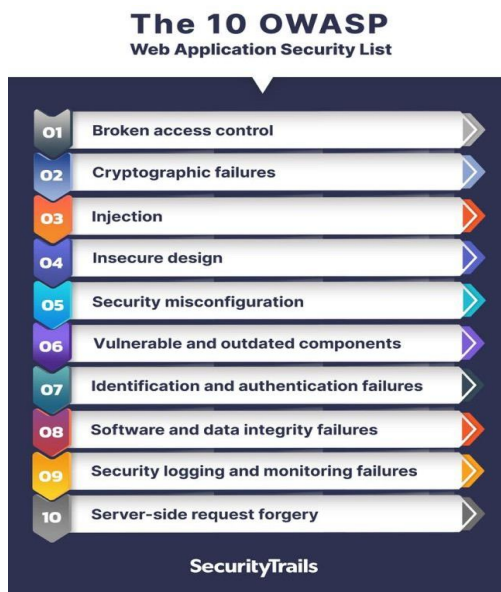 The 10 OWASP
Web Application Security List
01 Broken access control
02 Cryptographic failures
03 Injection
04 Insecure design
05 Security misconfiguration
06 Vulnerable and outdated components
07 Identification and authentication failures
08 Software and data integrity failures
09 Security logging and monitoring failures
10 Server-side request forgery
SecurityTrails